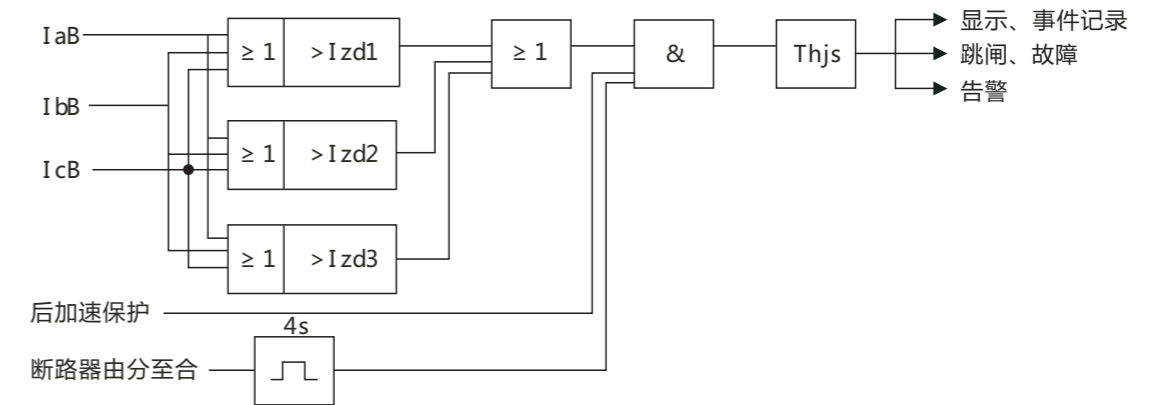 IaB
≥ 1
>Izd1
≥ 1
&
Thjs
显示、事件记录
跳闸、故障
告警
IbB
IcB
≥ 1
>Izd2
≥ 1
>Izd3
后加速保护
4s
断路器由分至合